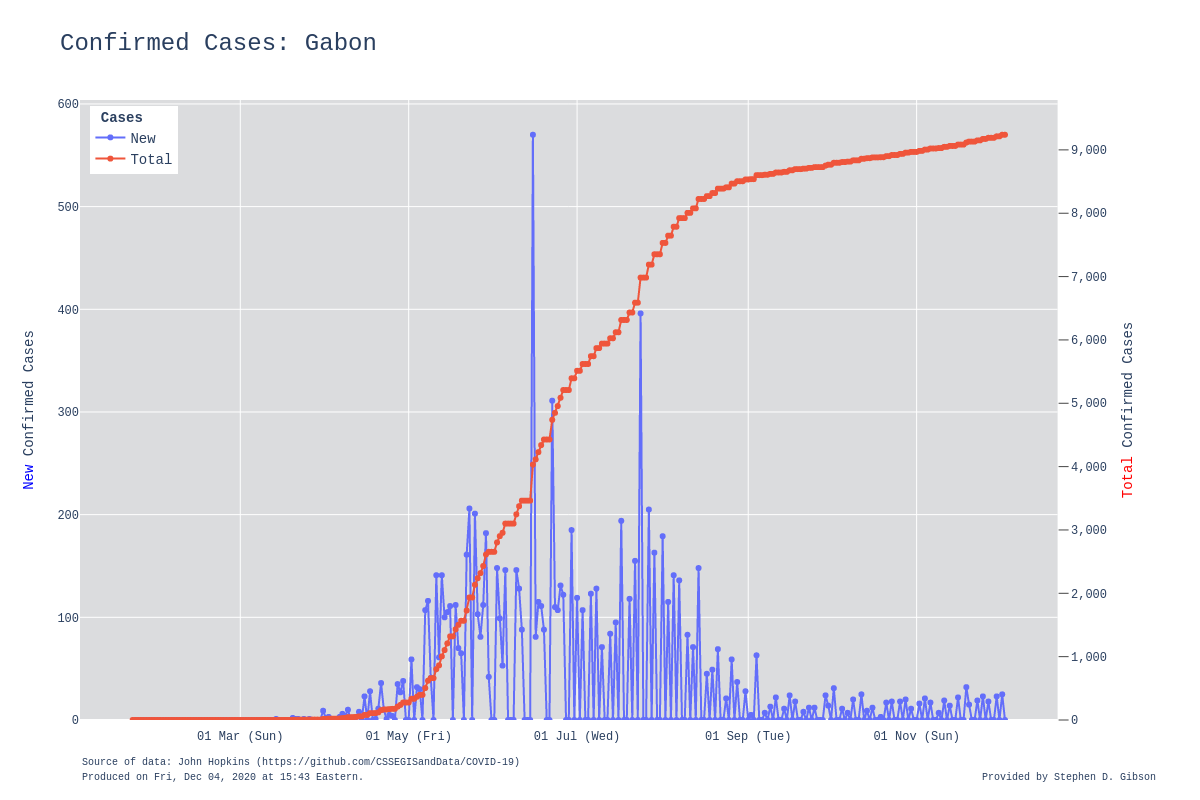 Confirmed Cases: Gabon
Cases
New
Total
600
500
400
300
200
100
0
9,000
8,000
7,000
6,000
5,000
4,000
3,000
2,000
1,000
0
New Confirmed Cases
Total Confirmed Cases
01 Mar (Sun)
01 May (Fri)
01 Jul (Wed)
01 Sep (Tue)
01 Nov (Sun)
Source of data: John Hopkins (https://github.com/CSSEGISandData/COVID-19)
Produced on Fri, Dec 04, 2020 at 15:43 Eastern.
Provided by Stephen D. Gibson